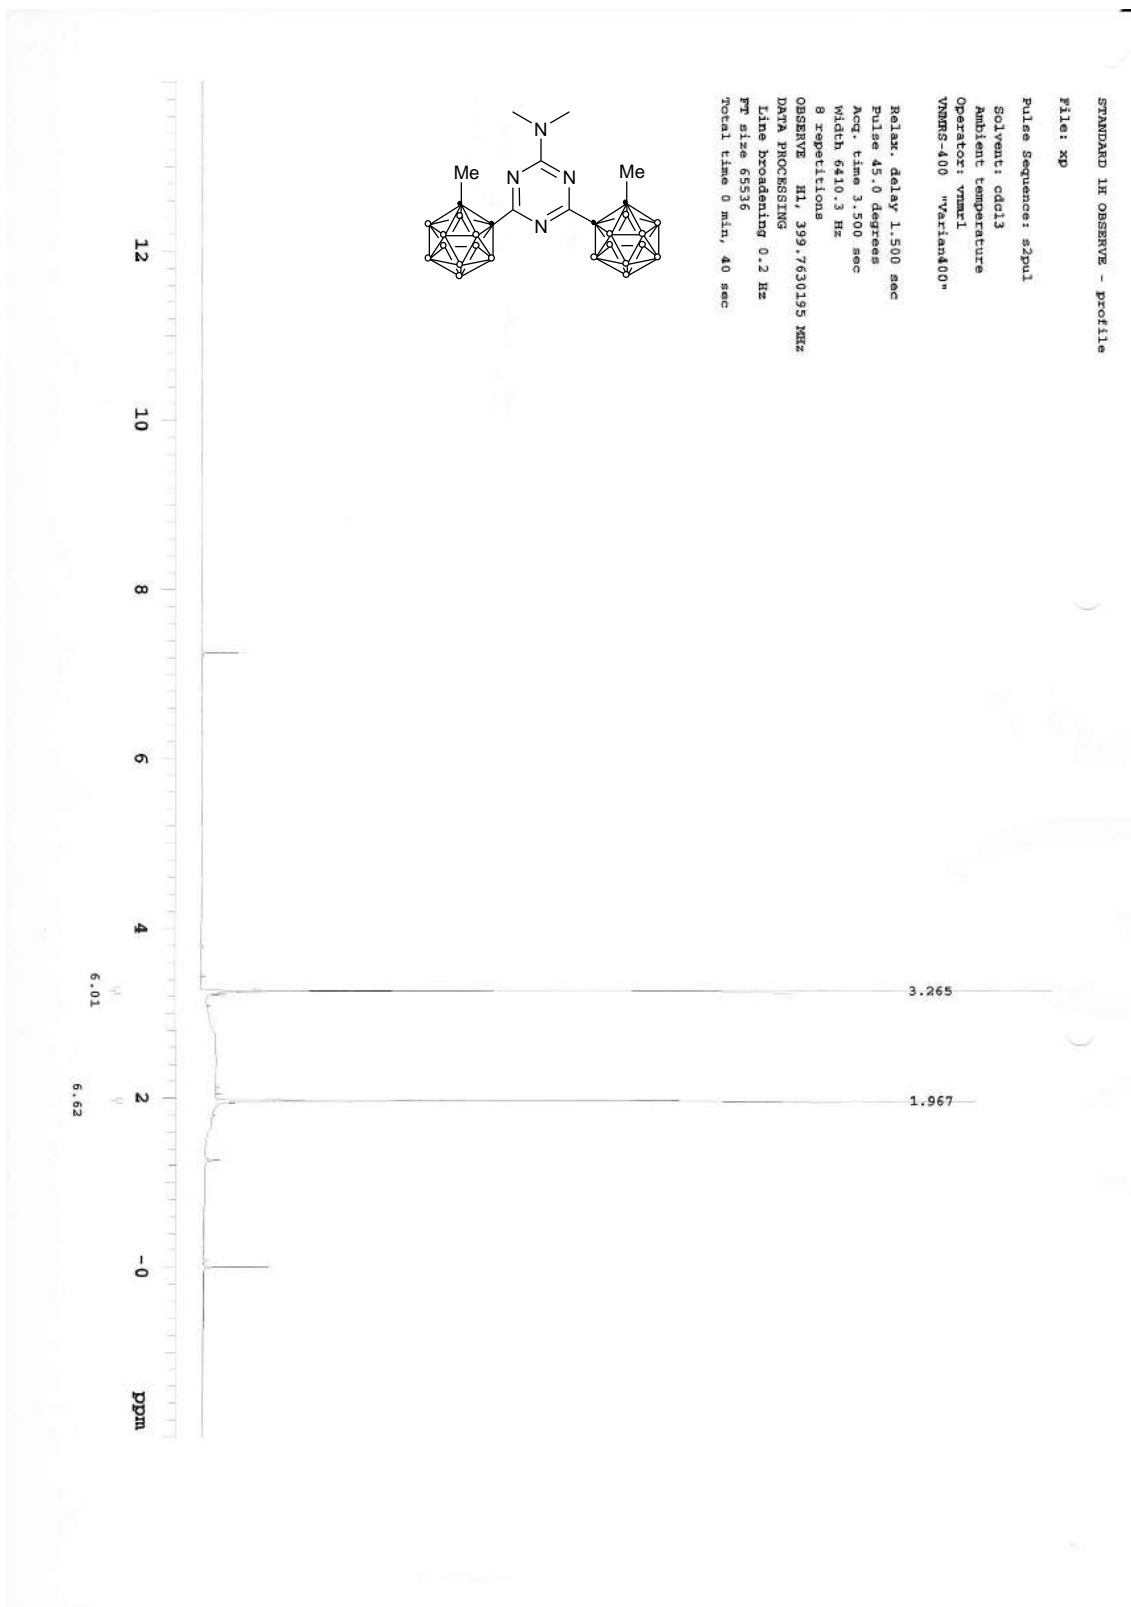 STANDARD 1H OBSERVE - profile
File: xp
Pulse Sequence: s2pul
Solvent: cdcl3
Ambient temperature
Operator: vnmr1
VNMRS-400 "Varian400"
Relax. delay 1.500 sec
Pulse 45.0 degrees
Acq. time 3.500 sec
Width 6410.3 Hz
8 repetitions
OBSERVE H1, 399.7630195 MHz
DATA PROCESSING
Line broadening 0.2 Hz
FT size 65536
Total time 0 min, 40 sec
N
Me
N
N
Me
N
3.265
1.967
12
10
8
6
4
2
-0
ppm
6.01
6.62